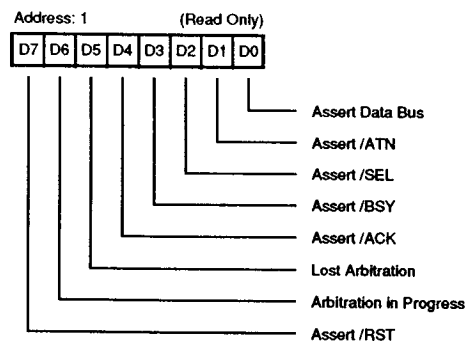 Address: 1 (Read Only)
D7 D6 D5 D4 D3 D2 D1 D0
Assert Data Bus
Assert /ATN
Assert /SEL
Assert /BSY
Assert /ACK
Lost Arbitration
Arbitration in Progress
Assert /RST